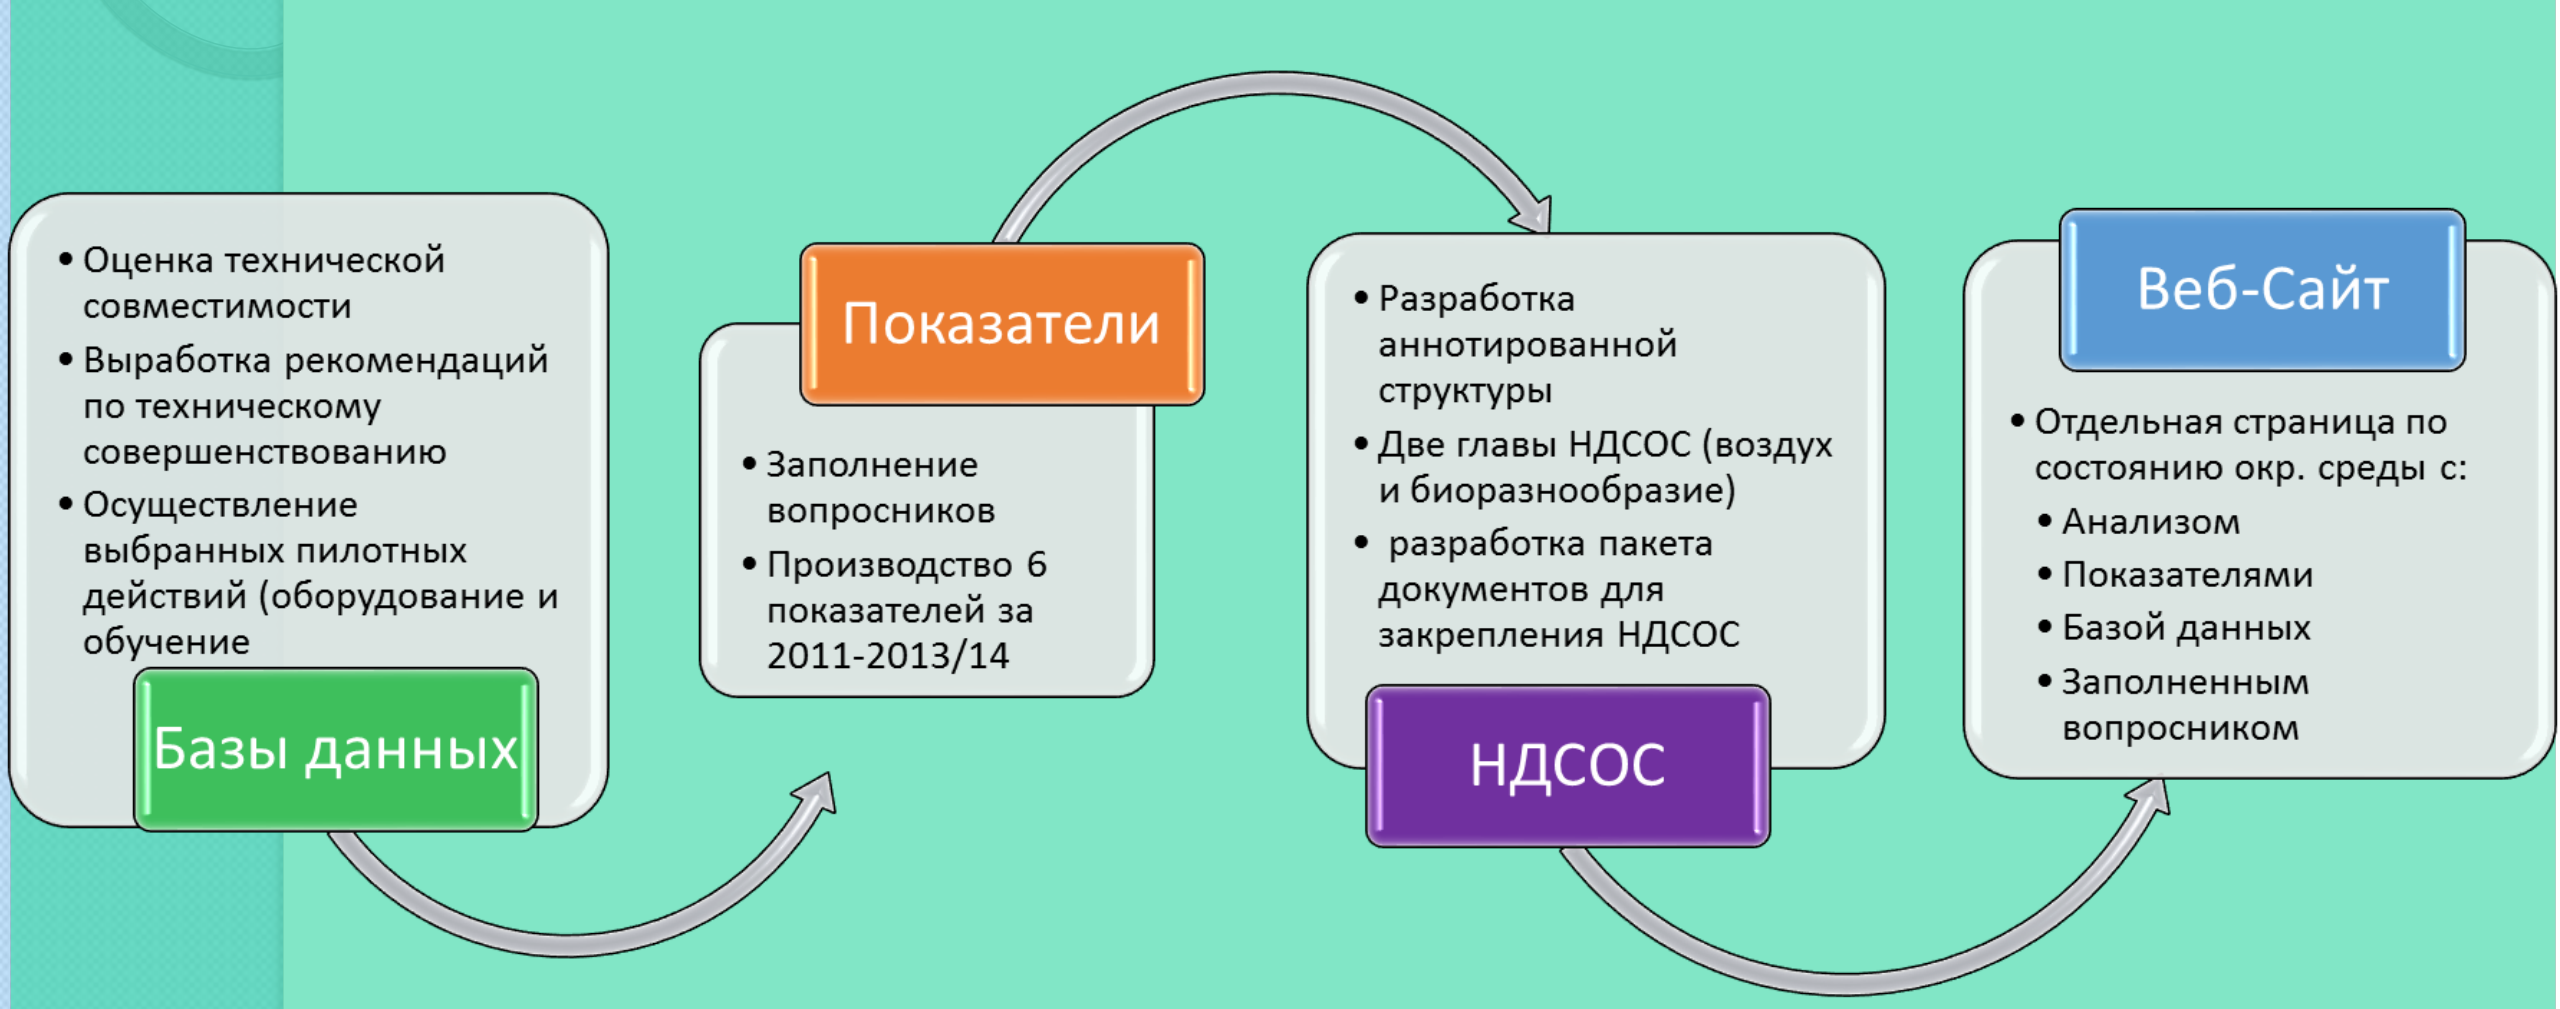 • Оценка технической
совместимости
• Выработка рекомендаций
по техническому
совершенствованию
• Осуществление
выбранных пилотных
действий (оборудование и
обучение
Базы данных
Показатели
• Заполнение
вопросников
• Производство 6
показателей за
2011-2013/14
• Разработка
аннотированной
структуры
• Две главы НДСОС (воздух
и биоразнообразие)
• разработка пакета
документов для
закрепления НДСОС
НДСОС
Веб-Сайт
• Отдельная страница по
состоянию окр. среды с:
• Анализом
• Показателями
• Базой данных
• Заполненным
вопросником